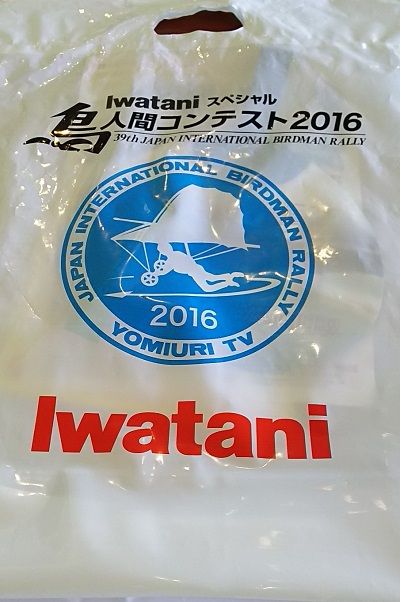 Iwatani スペシャル
鳥人間コンテスト2016
39th JAPAN INTERNATIONAL BIRDMAN RALLY
JAPAN INTERNATIONAL BIRDMAN RALLY
2016
YOMIURI TV
Iwatani